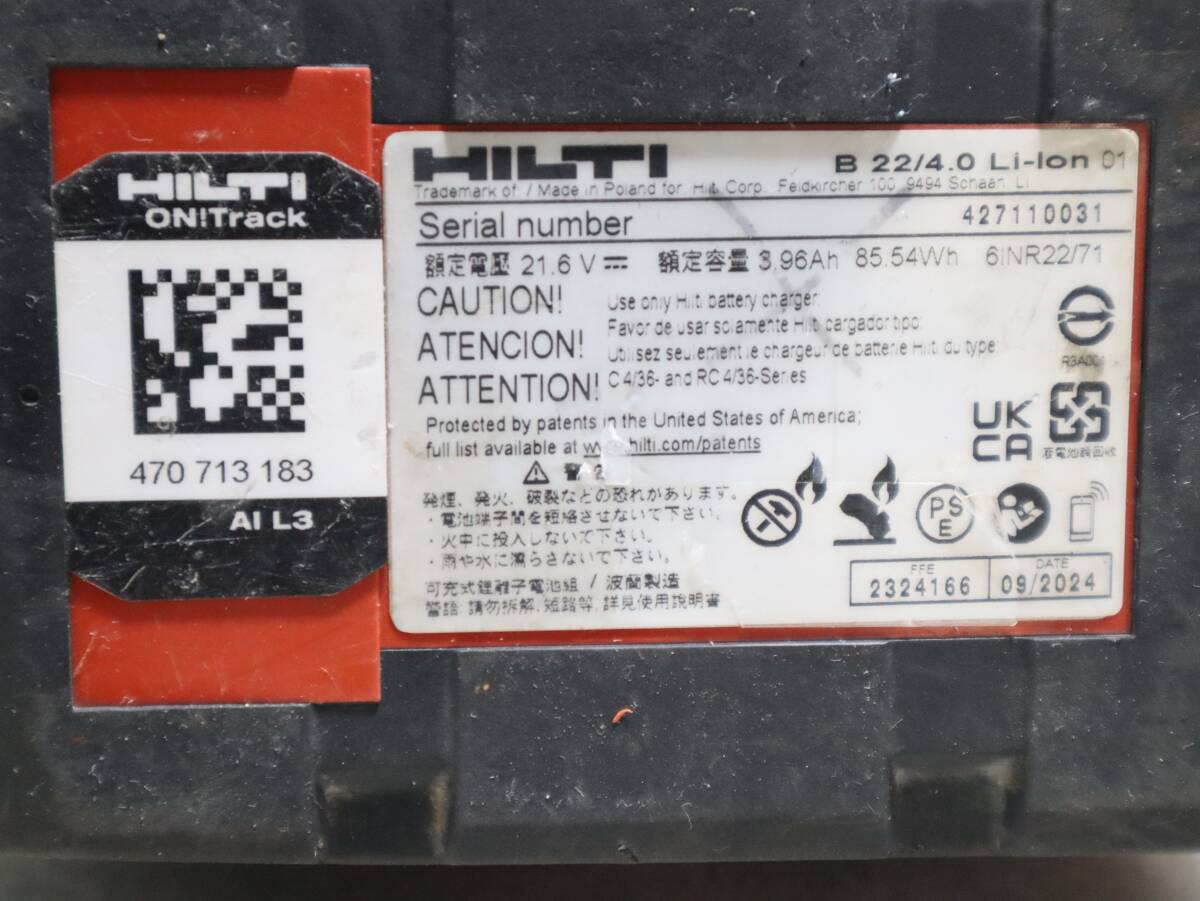 HILTI
ON!Track
470 713 183
AI L3
HILTI
B 22/4.0 Li-Ion 01
Trademark of / Made in Poland for Hilti Corp. Feldkircher 100 9494 Schaan LI
Serial number 427110031
額定電壓 21.6 V 額定容量 3.96Ah 85.54Wh 6INR22/71
CAUTION! Use only Hilti battery charger:
ATENCION! Favor de usar solamente Hilti cargador tipo:
ATTENTION! Utilisez seulement le chargeur de batterie Hilti du type:
C 4/36- and RC 4/36-Series
R3A001
Protected by patents in the United States of America;
full list available at www.hilti.com/patents
UK
CA
廢電池請回收
発煙、発火、破裂などの恐れがあります。
・電池端子間を短絡させないで下さい。
・火中に投入しないで下さい。
・雨や水に濡らさないで下さい。
PS
E
可充式鋰離子電池組 / 波蘭製造
警語:請勿拆解,短路等,詳見使用說明書
FFE
2324166
DATE
09/2024